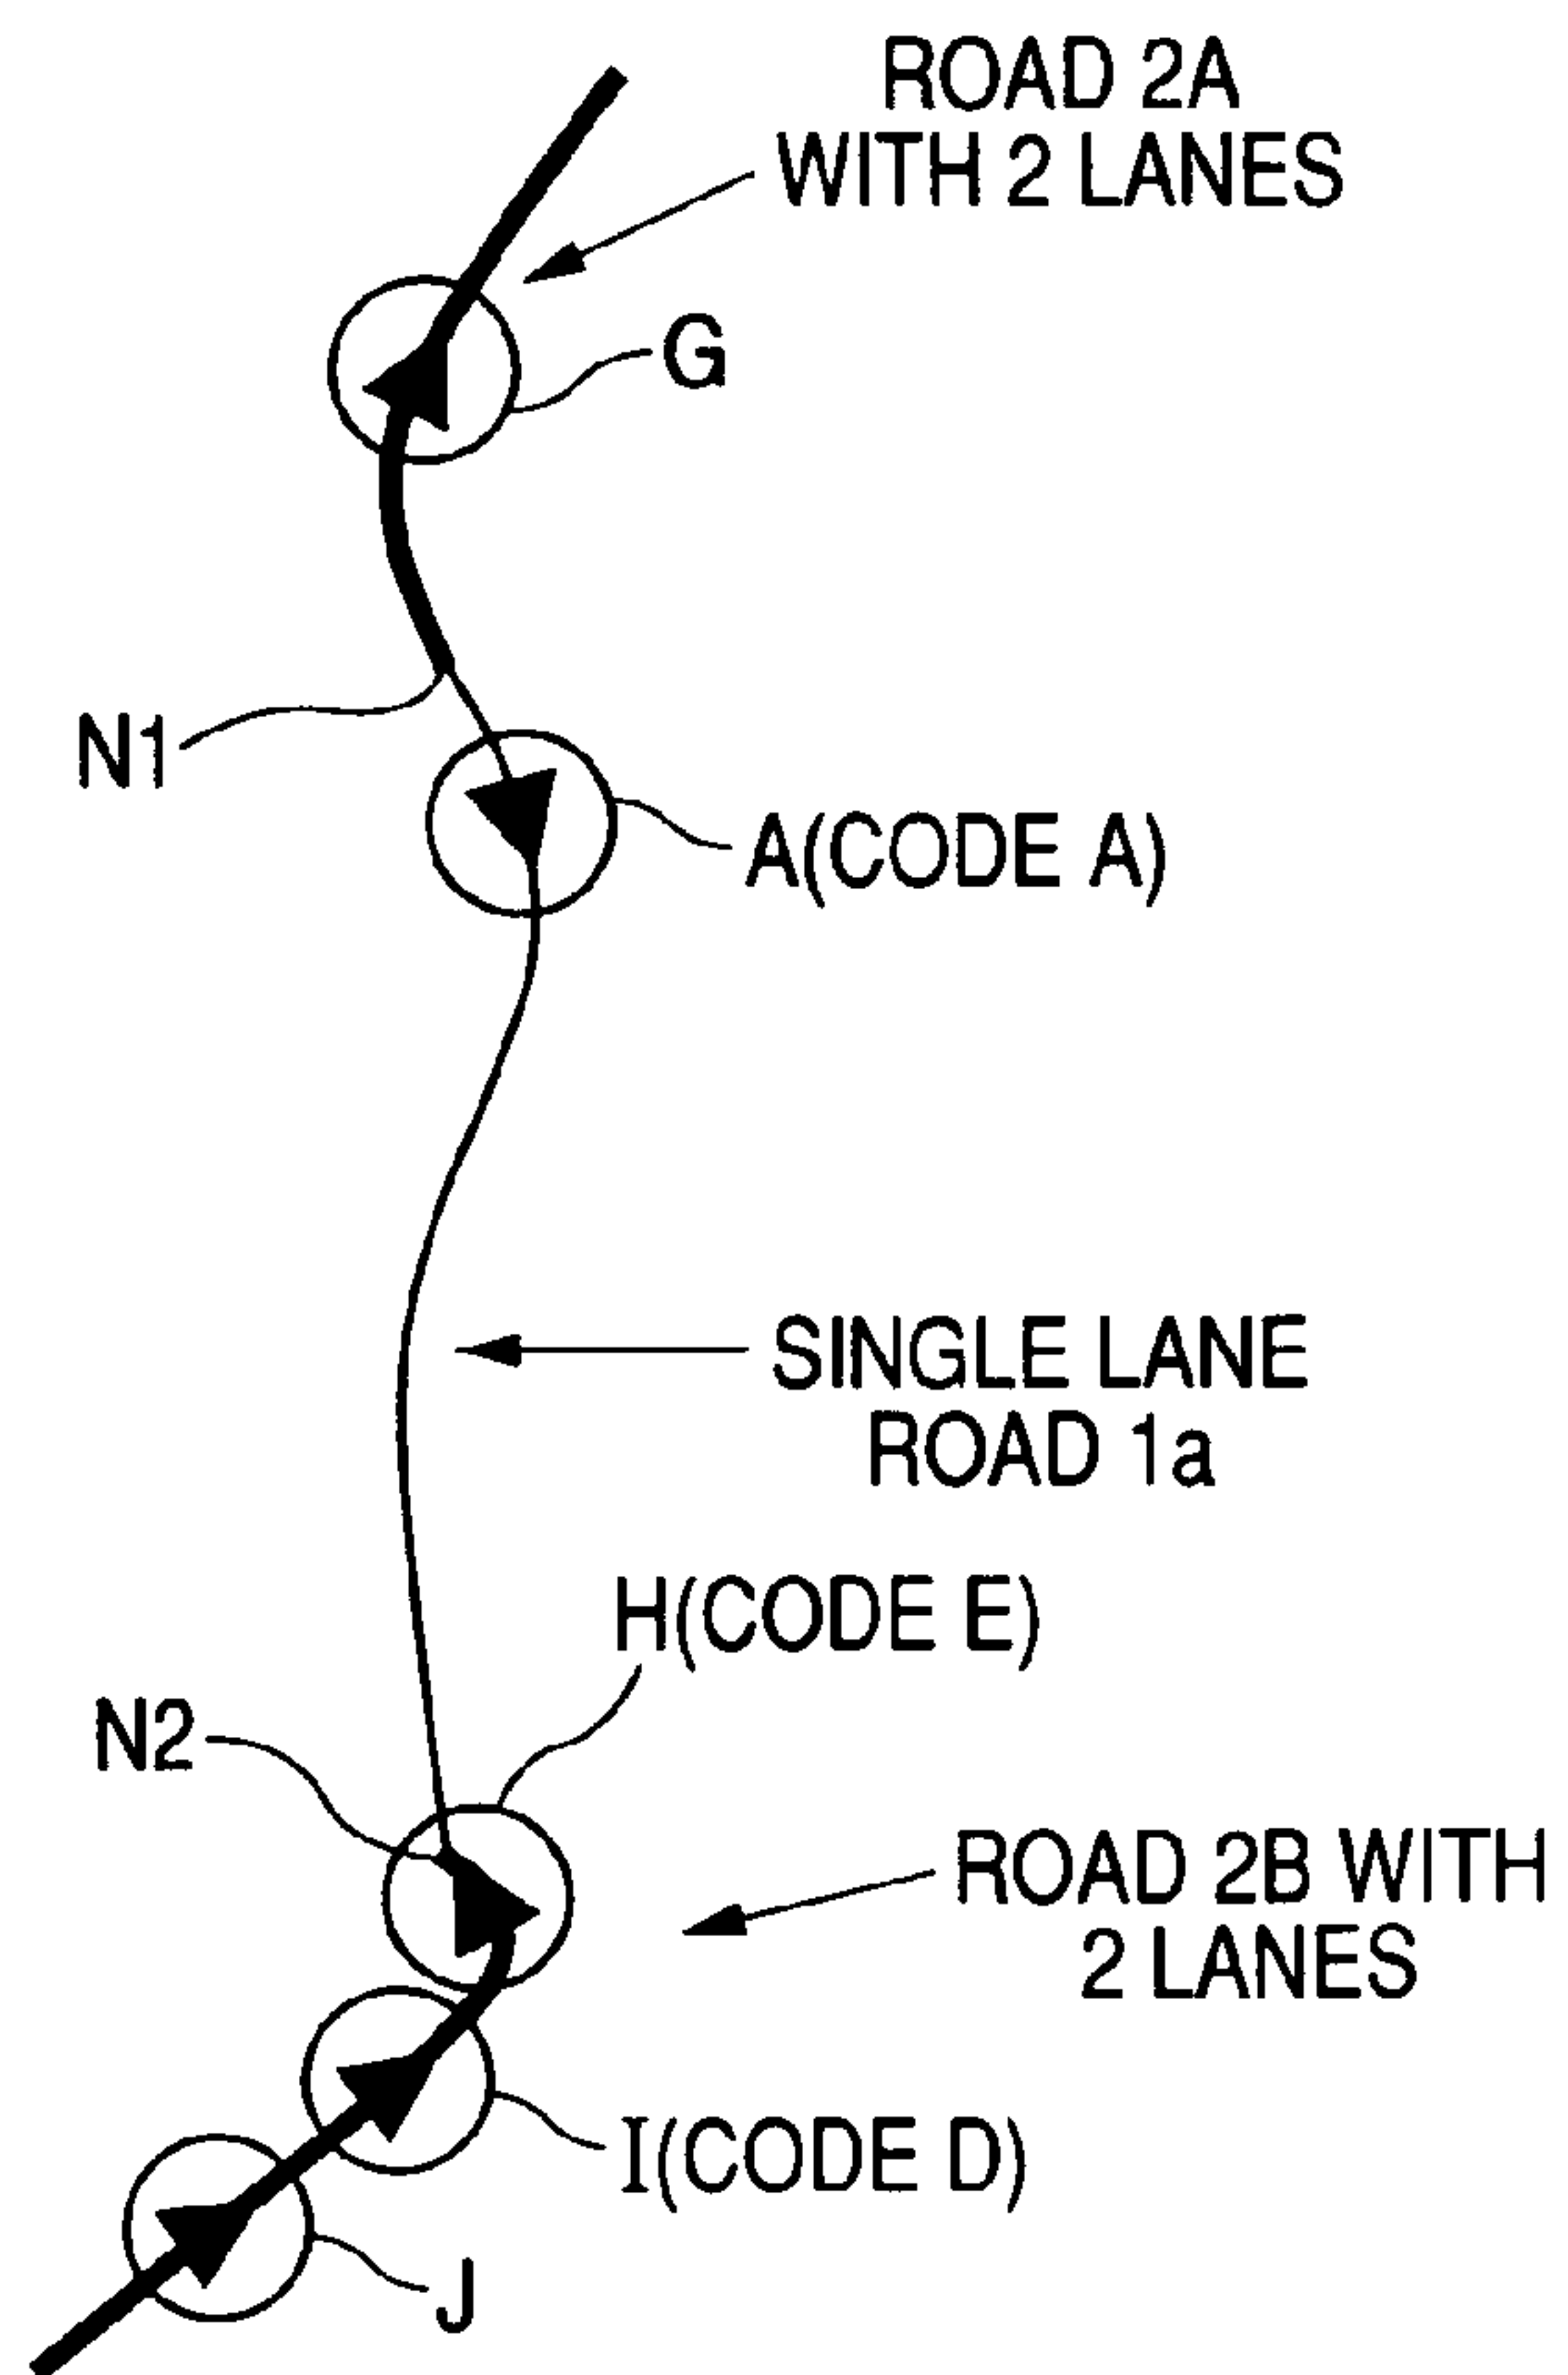 ROAD 2A
WITH 2 LANES
G
N1
A(CODE A)
SINGLE LANE
ROAD 1a
H(CODE E)
N2
ROAD 2B WITH
2 LANES
I(CODE D)
J